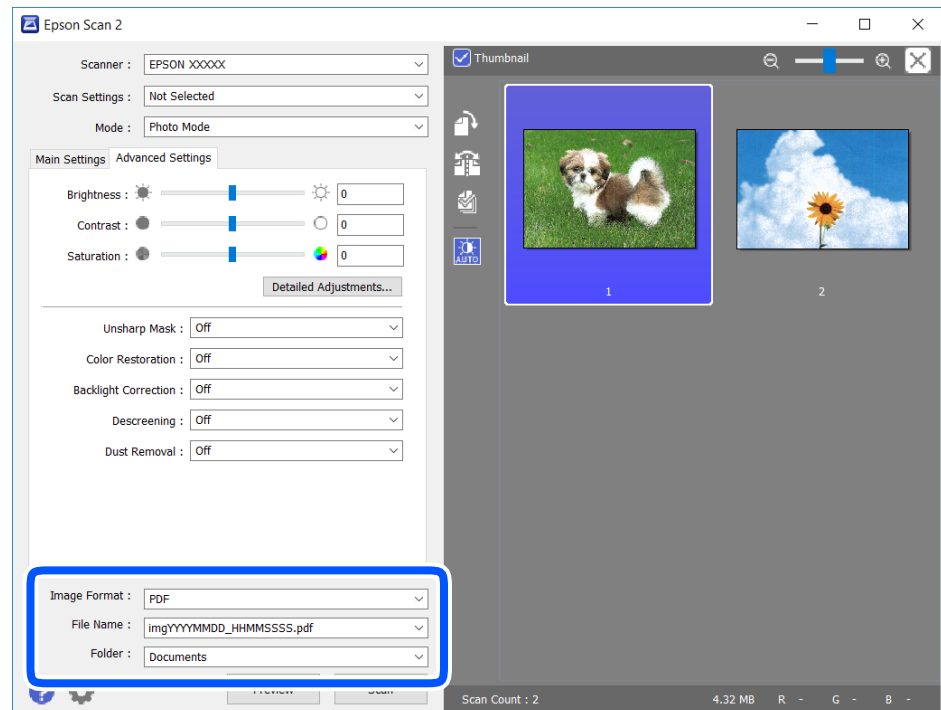 Epson Scan 2
Scanner : EPSON XXXXX
Scan Settings : Not Selected
Mode : Photo Mode
Main Settings Advanced Settings
Brightness : 0
Contrast : 0
Saturation : 0
Detailed Adjustments...
Unsharp Mask : Off
Color Restoration : Off
Backlight Correction : Off
Descreening : Off
Dust Removal : Off
Image Format : PDF
File Name : imgYYYYMMDD_HHMMSSSS.pdf
Folder : Documents
Preview Scan
Thumbnail
AUTO
1 2
Scan Count : 2 4.32 MB R - G - B -